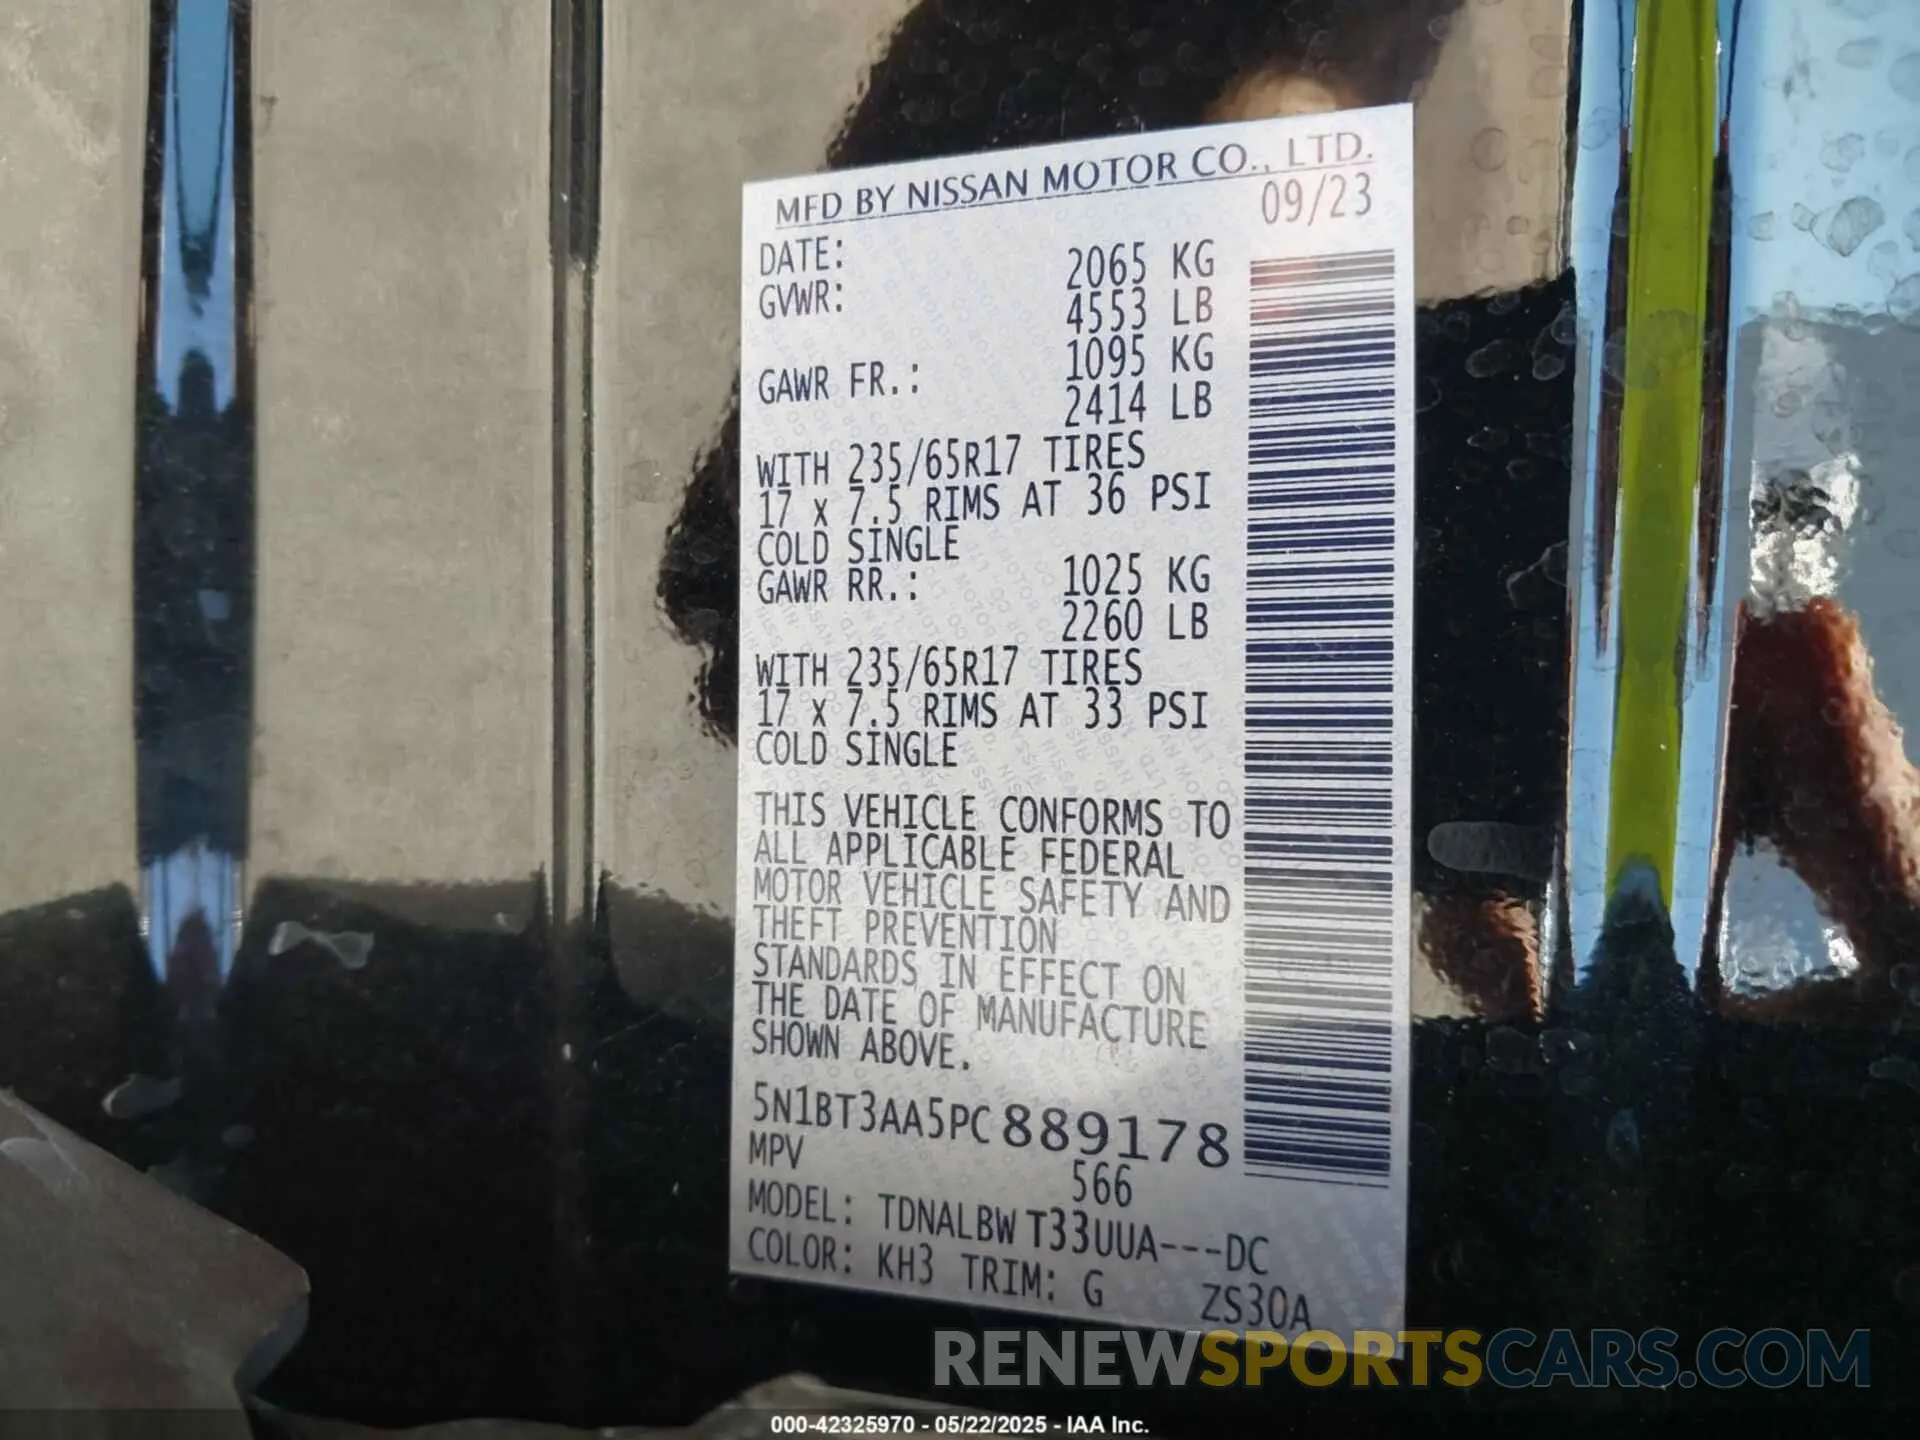 MFD BY NISSAN MOTOR CO., LTD.
DATE: 09/23
GVWR: 2065 KG
4553 LB
GAWR FR.: 1095 KG
2414 LB
WITH 235/65R17 TIRES
17 x 7.5 RIMS AT 36 PSI
COLD SINGLE
GAWR RR.: 1025 KG
2260 LB
WITH 235/65R17 TIRES
17 x 7.5 RIMS AT 33 PSI
COLD SINGLE
THIS VEHICLE CONFORMS TO
ALL APPLICABLE FEDERAL
MOTOR VEHICLE SAFETY AND
THEFT PREVENTION
STANDARDS IN EFFECT ON
THE DATE OF MANUFACTURE
SHOWN ABOVE.
5N1BT3AA5PC889178
MPV 566
MODEL: TDNALBW T33UUA---DC
COLOR: KH3 TRIM: G ZS30A
RENEWSPORTSCARS.COM
000-42325970 - 05/22/2025 - IAA Inc.